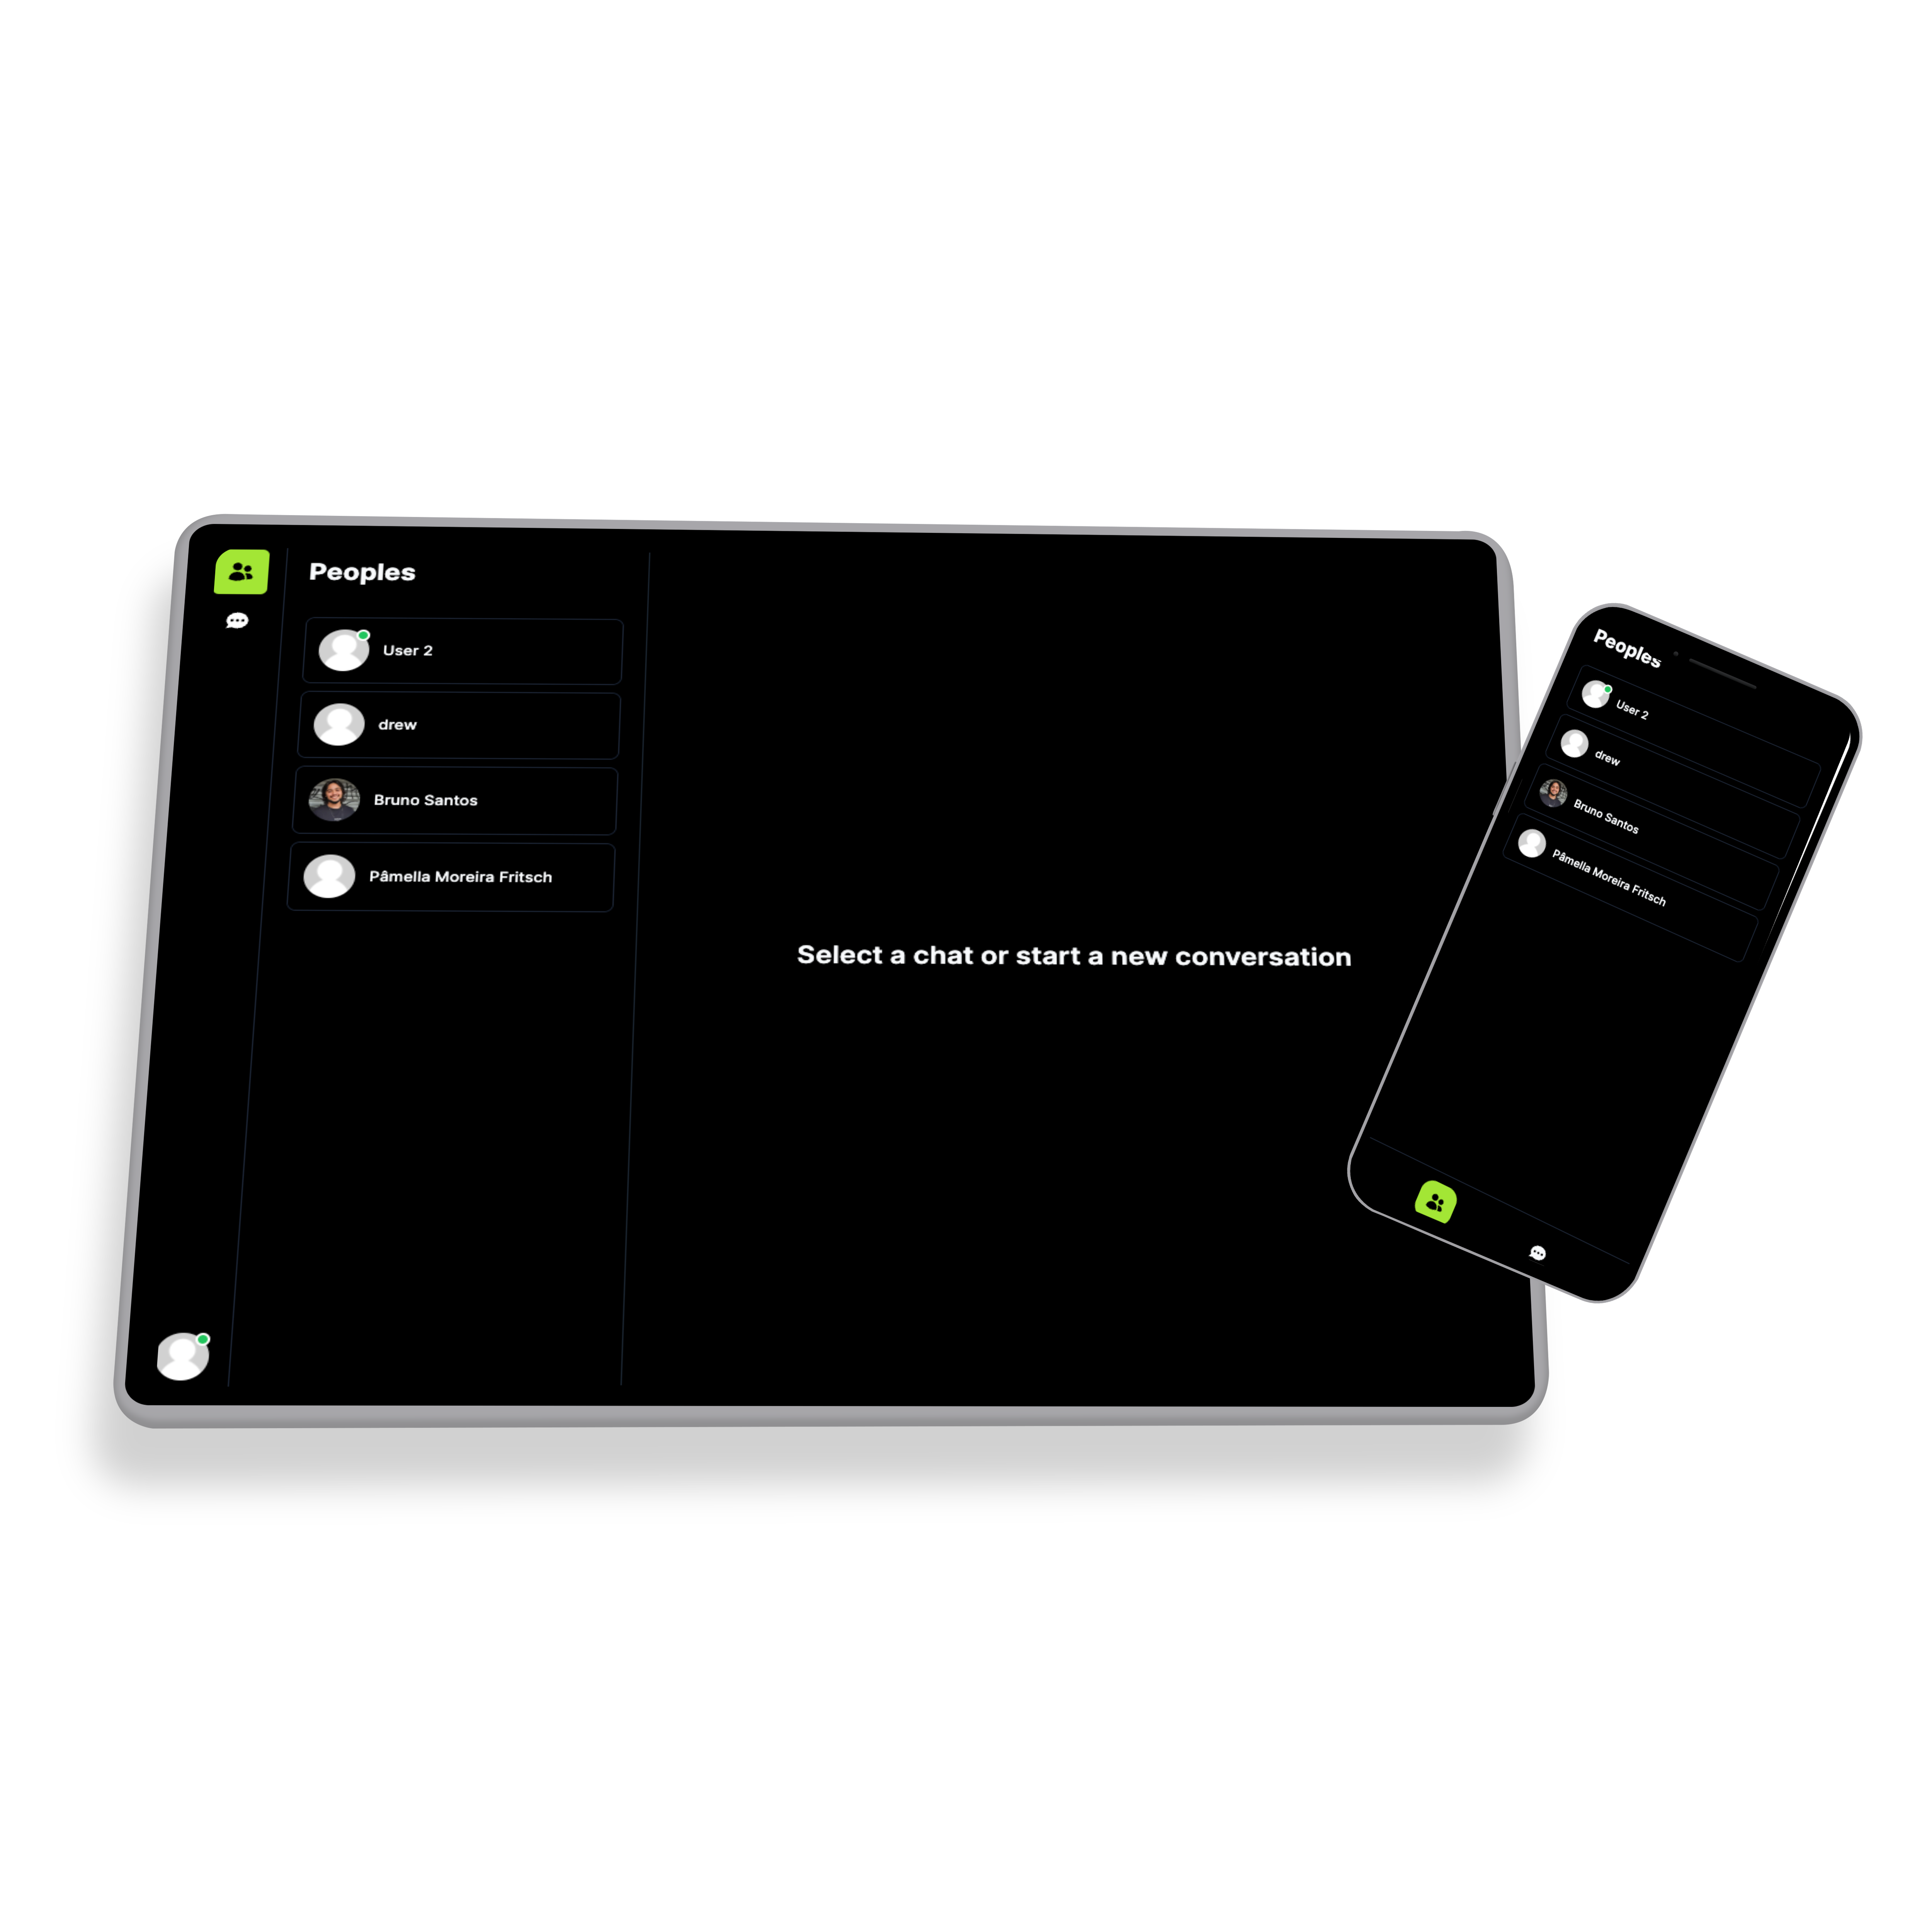 Peoples
User 2
drew
Bruno Santos
Pâmella Moreira Fritsch
Select a chat or start a new conversation
Peoples
User 2
drew
Bruno Santos
Pâmella Moreira Fritsch